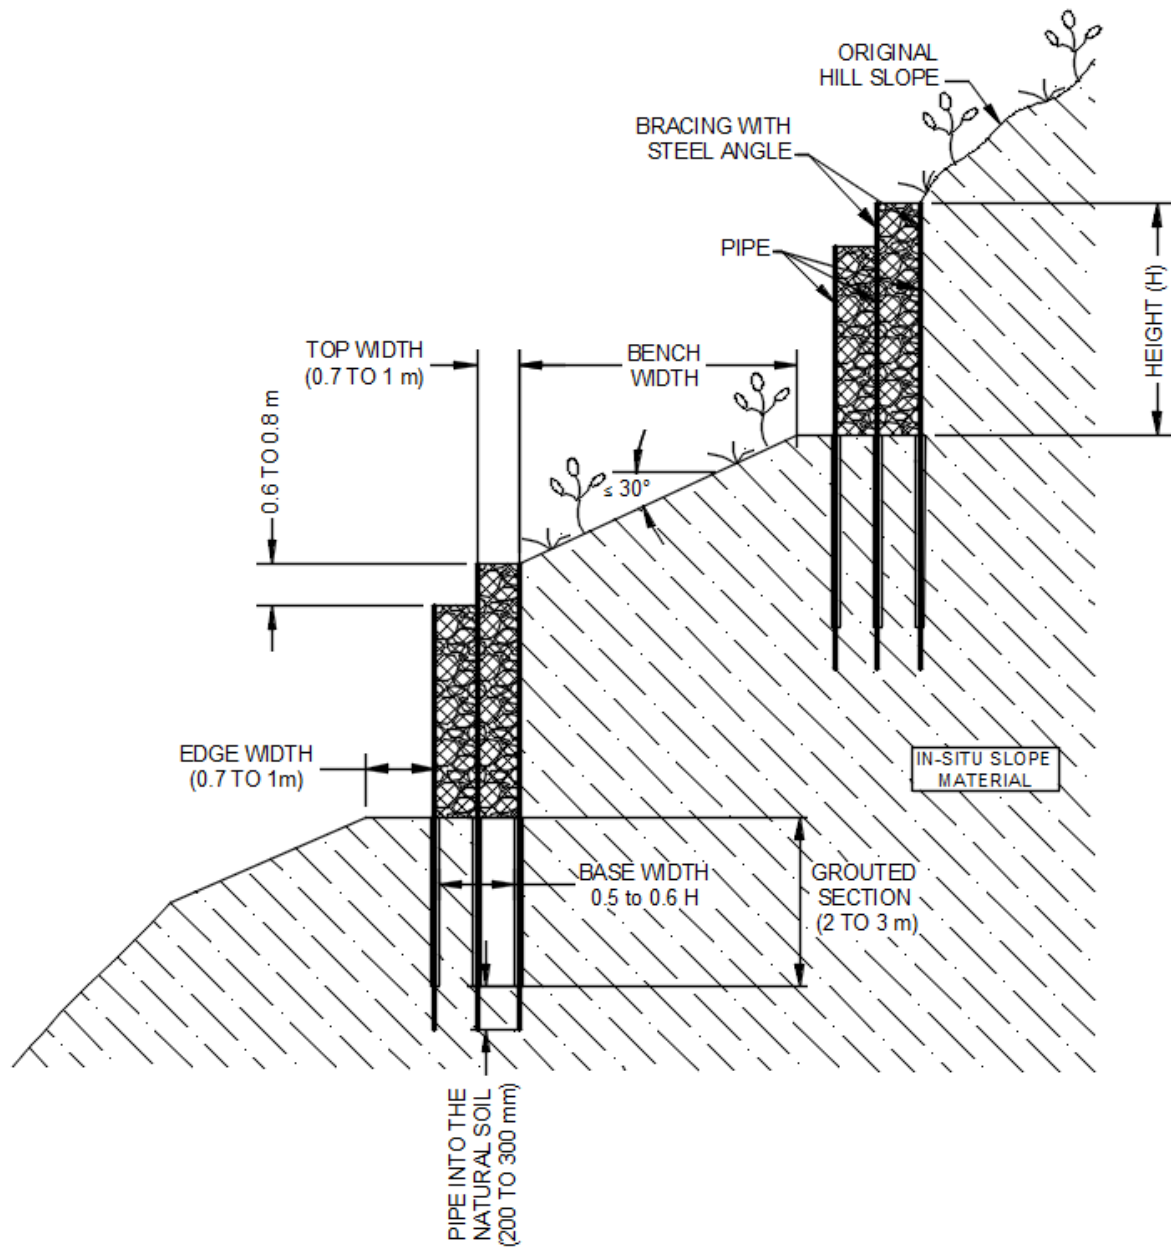 ORIGINAL
HILL SLOPE
BRACING WITH
STEEL ANGLE
PIPE
HEIGHT (H)
TOP WIDTH
(0.7 TO 1 m)
BENCH
WIDTH
0.6 TO 0.8 m
≤ 30°
EDGE WIDTH
(0.7 TO 1m)
IN-SITU SLOPE
MATERIAL
BASE WIDTH
0.5 to 0.6 H
GROUTED
SECTION
(2 TO 3 m)
PIPE INTO THE
NATURAL SOIL
(200 TO 300 mm)